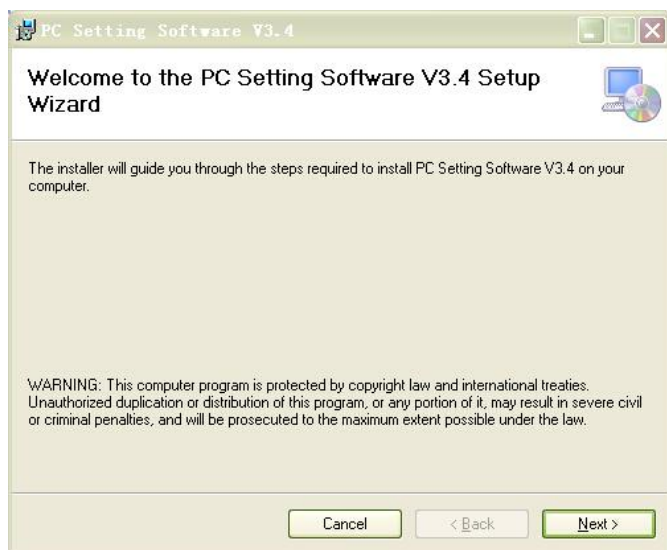 PC Setting Software V3.4
Welcome to the PC Setting Software V3.4 Setup
Wizard
The installer will guide you through the steps required to install PC Setting Software V3.4 on your
computer.
WARNING: This computer program is protected by copyright law and international treaties.
Unauthorized duplication or distribution of this program, or any portion of it, may result in severe civil
or criminal penalties, and will be prosecuted to the maximum extent possible under the law.
Cancel < Back Next >